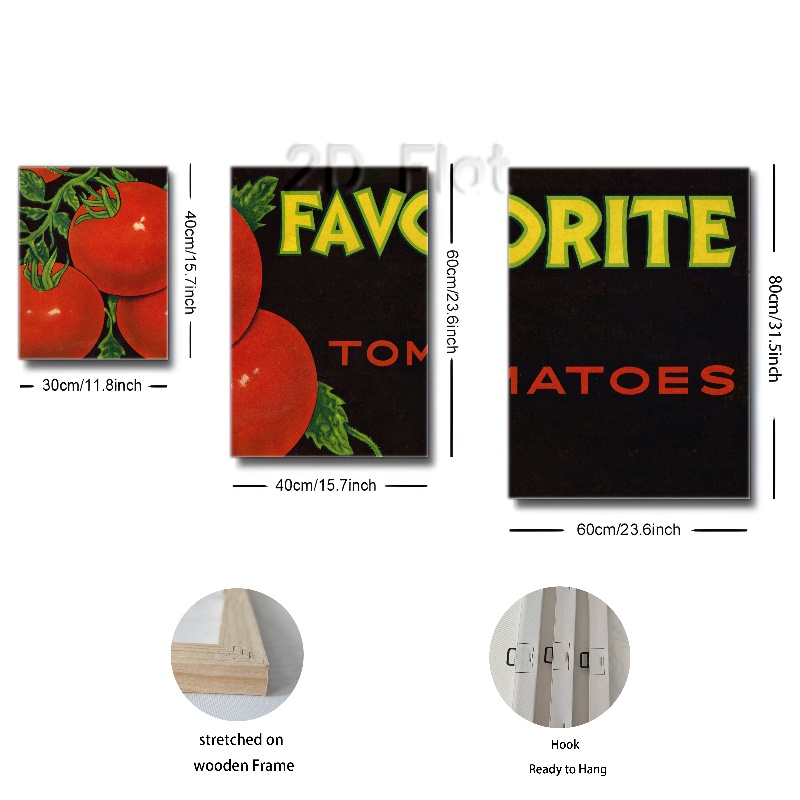 2D Flat
FAVO
ORITE
TOM
MATOES
40cm/15.7inch
60cm/23.6inch
80cm/31.5inch
30cm/11.8inch
40cm/15.7inch
60cm/23.6inch
stretched on
wooden Frame
Hook
Ready to Hang